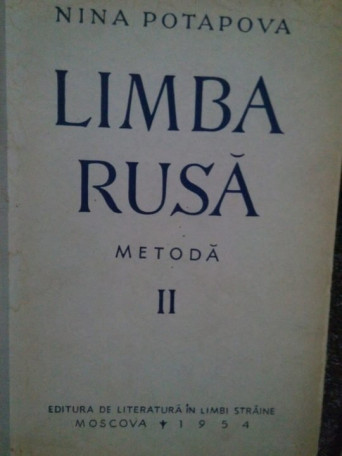 NINA POTAPOVA
LIMBA
RUSĂ
METODĂ
II
EDITURA DE LITERATURĂ ÎN LIMBI STRĂINE
MOSCOVA ✦ 1954